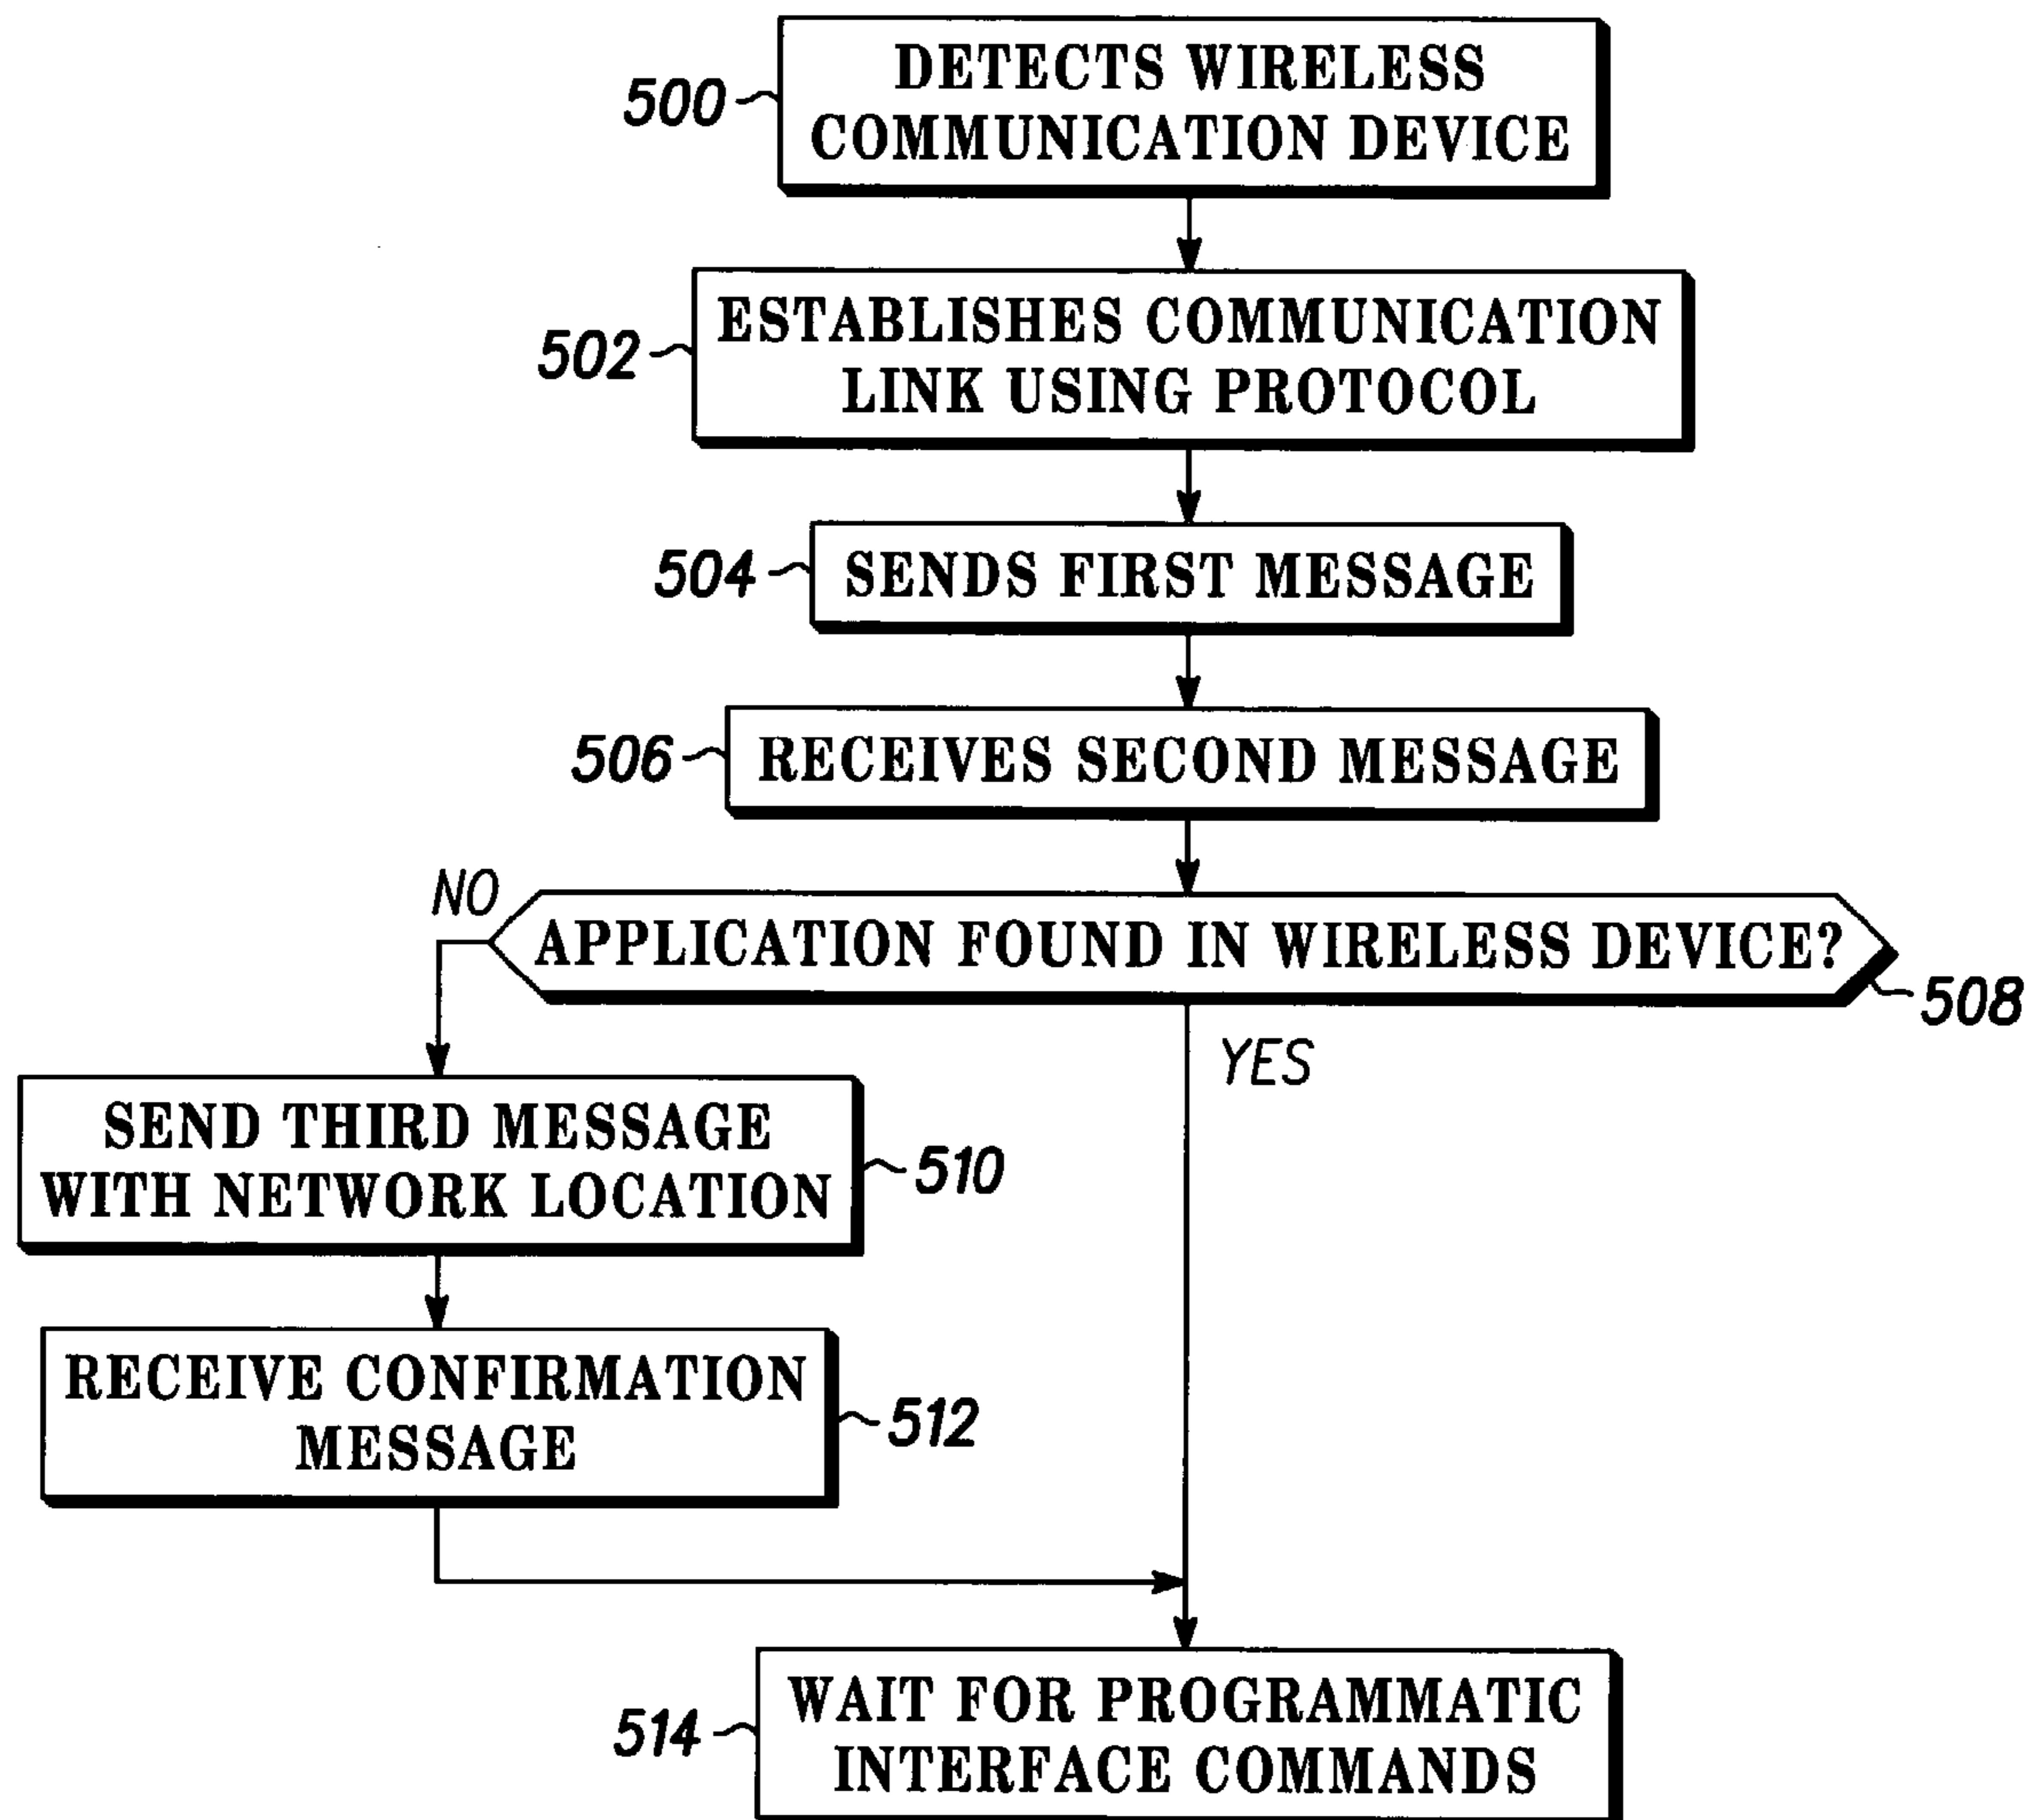 500
DETECTS WIRELESS
COMMUNICATION DEVICE
502
ESTABLISHES COMMUNICATION
LINK USING PROTOCOL
504
SENDS FIRST MESSAGE
506
RECEIVES SECOND MESSAGE
NO
APPLICATION FOUND IN WIRELESS DEVICE?
508
YES
SEND THIRD MESSAGE
WITH NETWORK LOCATION
510
RECEIVE CONFIRMATION
MESSAGE
512
514
WAIT FOR PROGRAMMATIC
INTERFACE COMMANDS